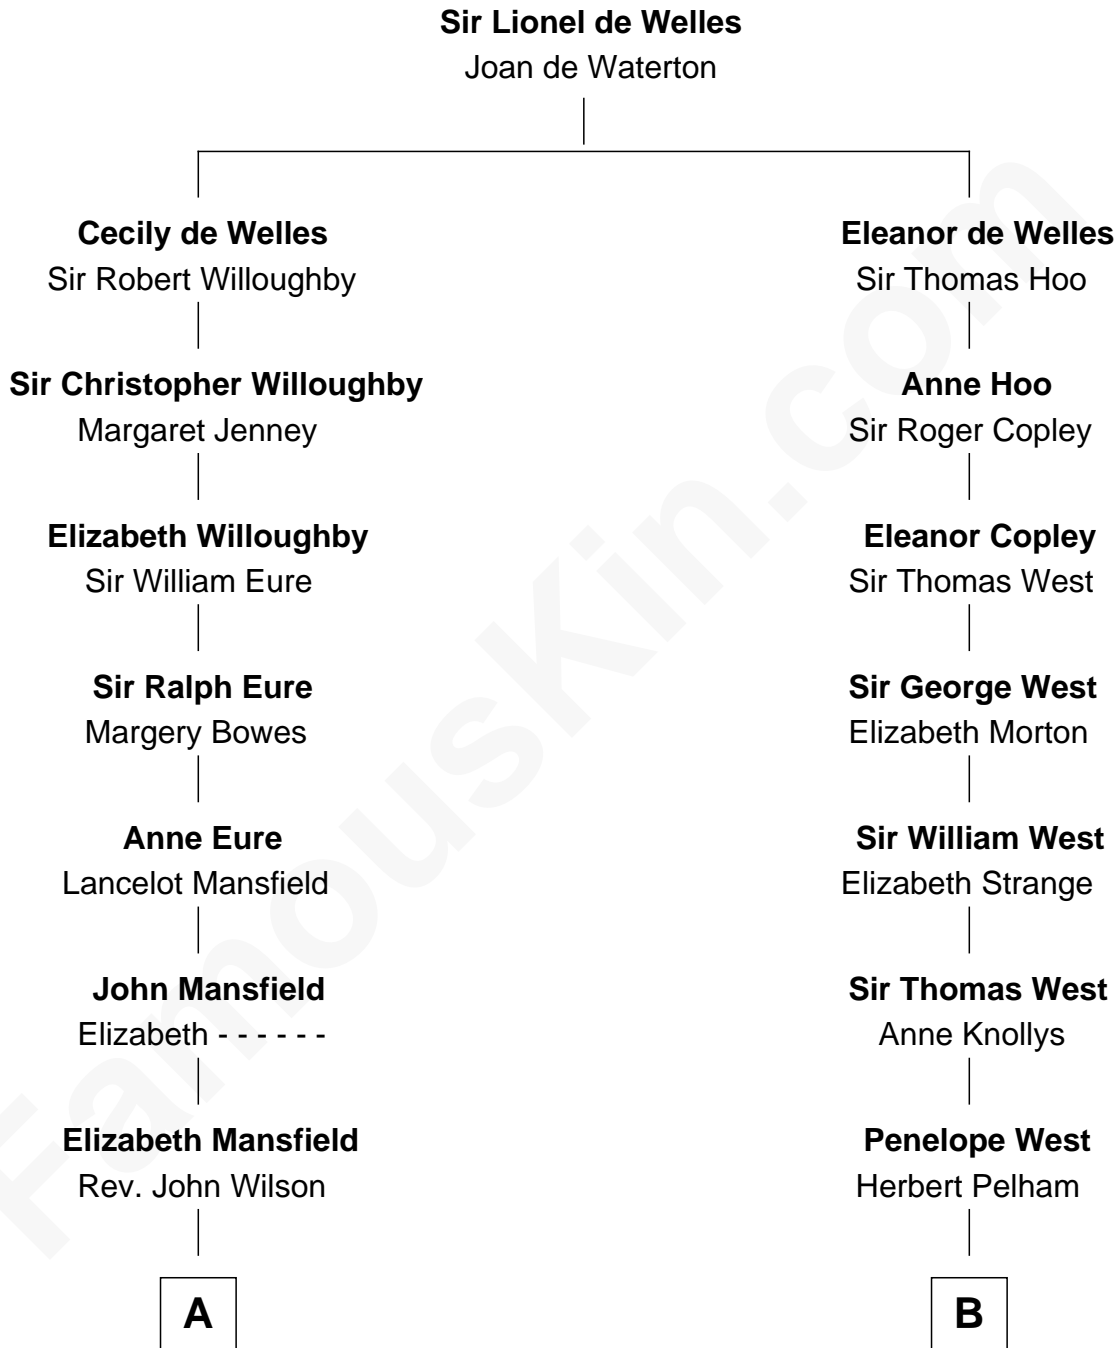 Sir Lionel de Welles
Joan de Waterton
Cecily de Welles
Sir Robert Willoughby
Eleanor de Welles
Sir Thomas Hoo
Sir Christopher Willoughby
Margaret Jenney
Anne Hoo
Sir Roger Copley
Elizabeth Willoughby
Sir William Eure
Eleanor Copley
Sir Thomas West
Sir Ralph Eure
Margery Bowes
Sir George West
Elizabeth Morton
Anne Eure
Lancelot Mansfield
Sir William West
Elizabeth Strange
John Mansfield
Elizabeth - - - - - -
Sir Thomas West
Anne Knollys
Elizabeth Mansfield
Rev. John Wilson
Penelope West
Herbert Pelham
A
B
FamousKin.com